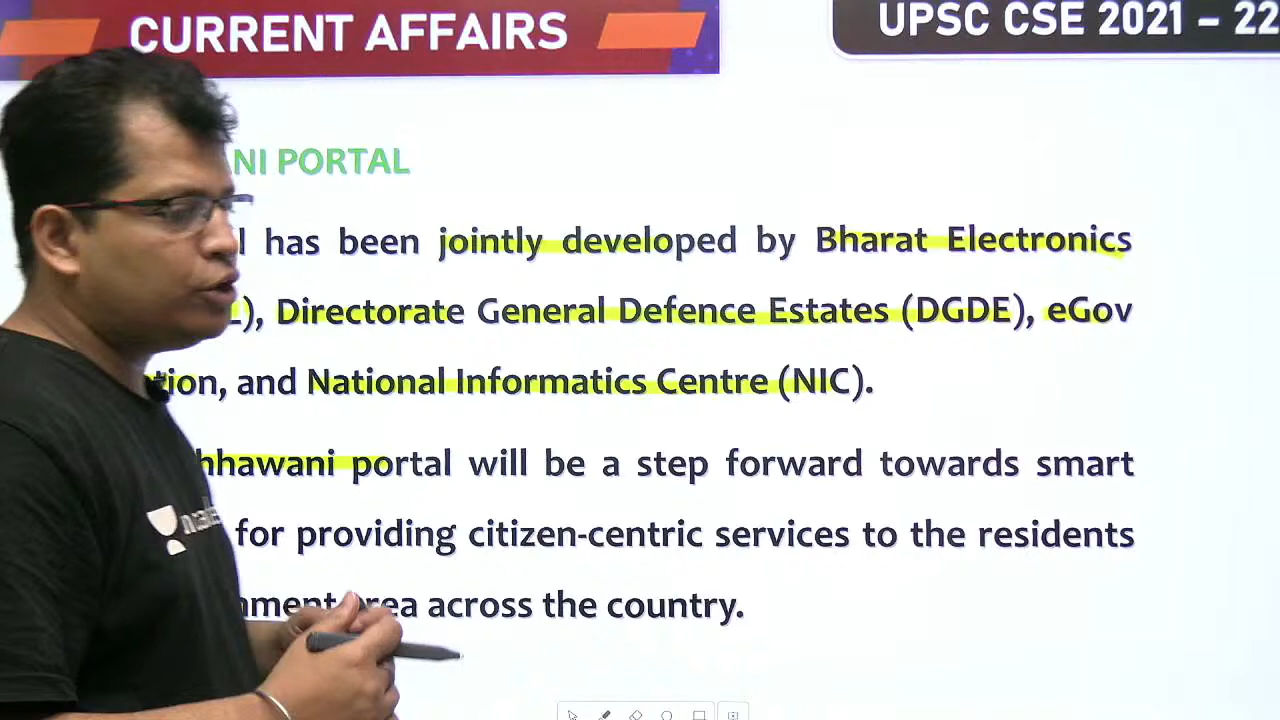 CURRENT AFFAIRS
UPSC CSE 2021 – 22
NI PORTAL
has been jointly developed by Bharat Electronics
), Directorate General Defence Estates (DGDE), eGov
tion, and National Informatics Centre (NIC).
hhawani portal will be a step forward towards smart
for providing citizen-centric services to the residents
nment area across the country.